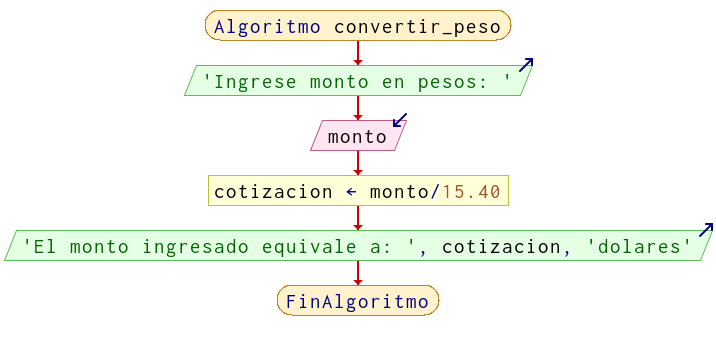 Algoritmo convertir_peso
'Ingrese monto en pesos: '
monto
cotizacion ← monto/15.40
'El monto ingresado equivale a: ', cotizacion, 'dolares'
FinAlgoritmo